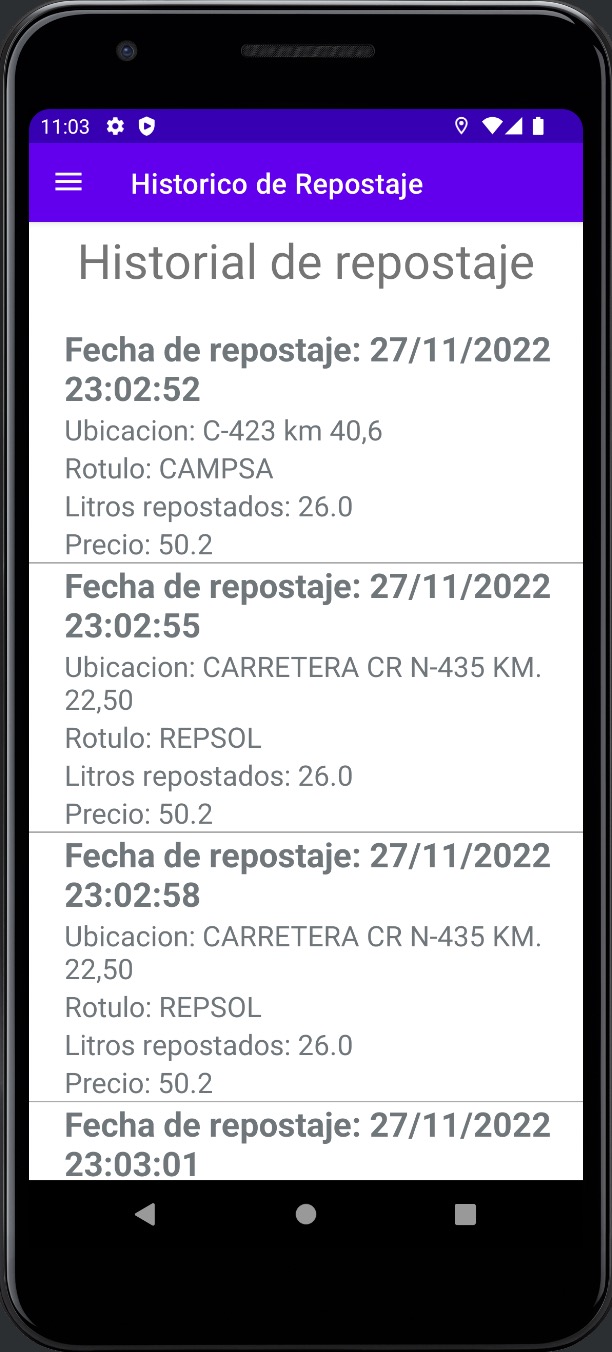 11:03
Historico de Repostaje
Historial de repostaje
Fecha de repostaje: 27/11/2022
23:02:52
Ubicacion: C-423 km 40,6
Rotulo: CAMPSA
Litros repostados: 26.0
Precio: 50.2
Fecha de repostaje: 27/11/2022
23:02:55
Ubicacion: CARRETERA CR N-435 KM.
22,50
Rotulo: REPSOL
Litros repostados: 26.0
Precio: 50.2
Fecha de repostaje: 27/11/2022
23:02:58
Ubicacion: CARRETERA CR N-435 KM.
22,50
Rotulo: REPSOL
Litros repostados: 26.0
Precio: 50.2
Fecha de repostaje: 27/11/2022
23:03:01